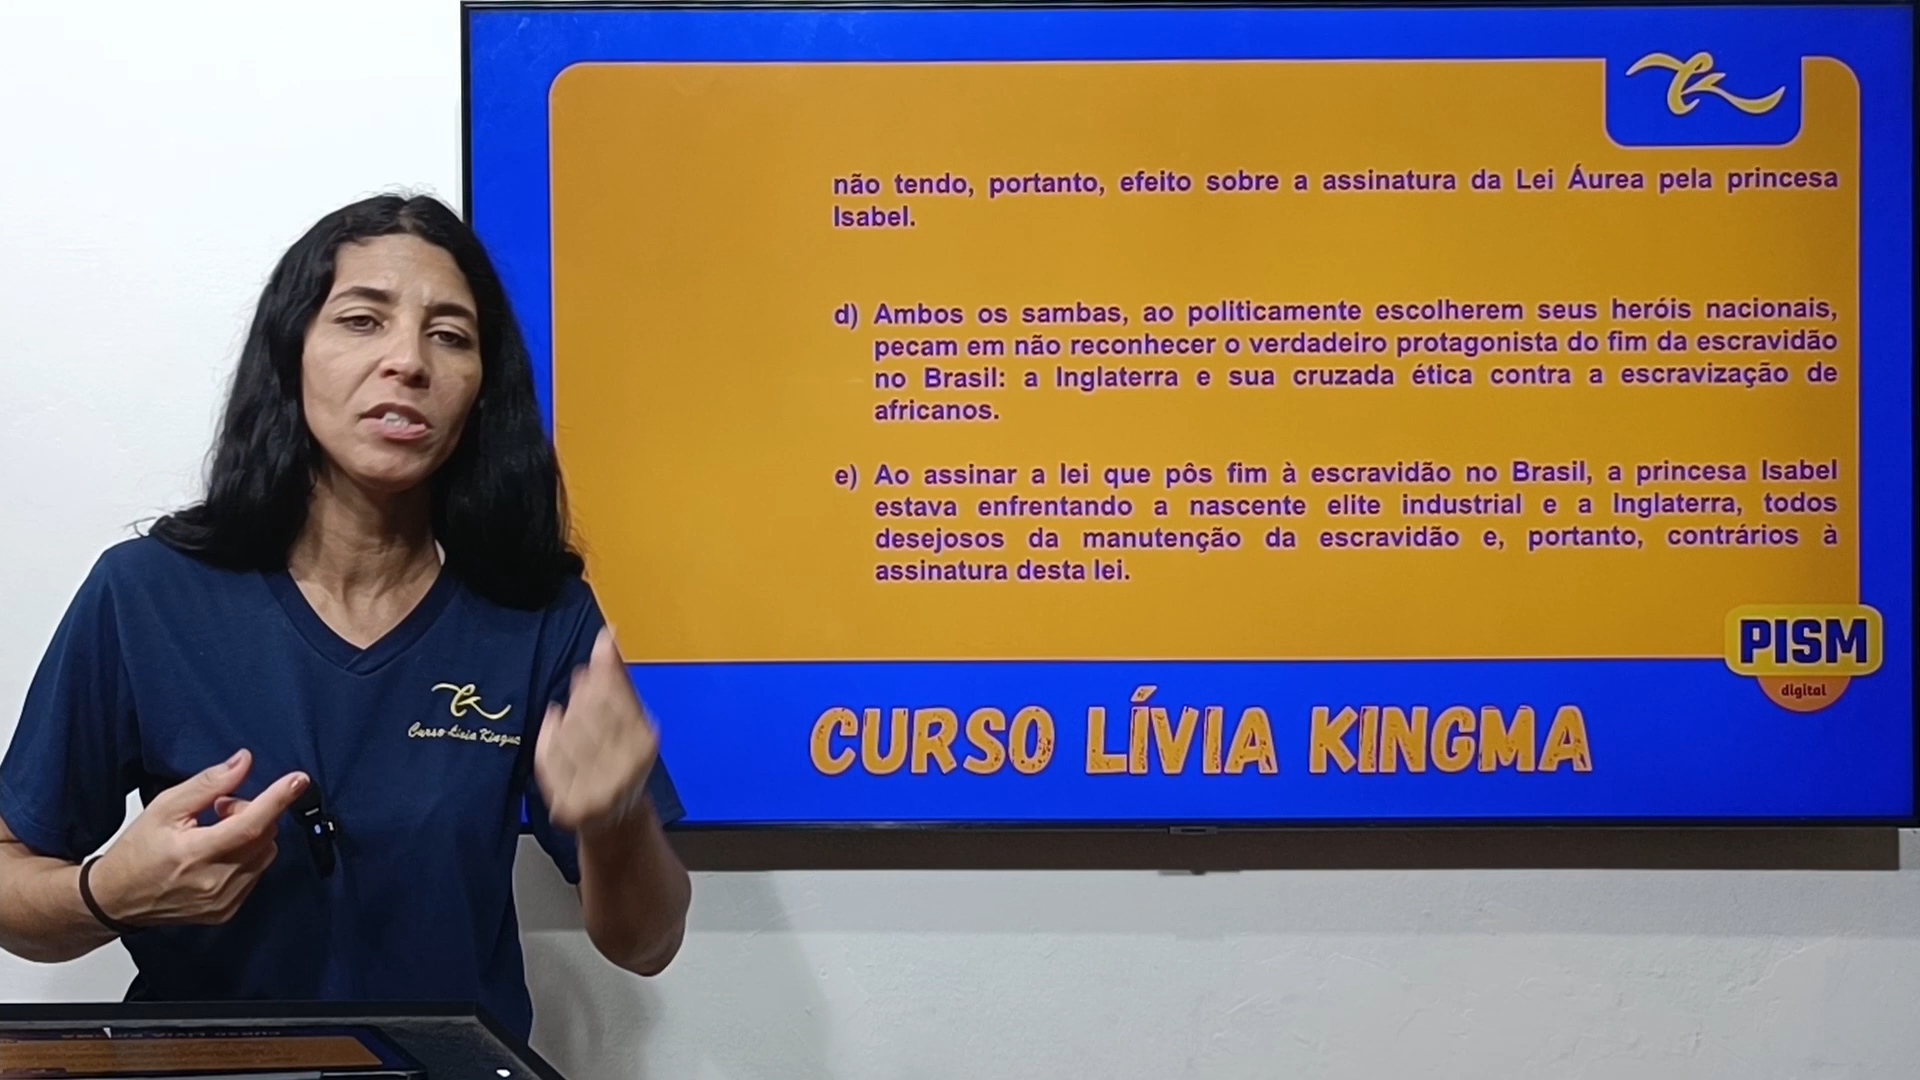 não tendo, portanto, efeito sobre a assinatura da Lei Áurea pela princesa
Isabel.
d) Ambos os sambas, ao politicamente escolherem seus heróis nacionais,
pecam em não reconhecer o verdadeiro protagonista do fim da escravidão
no Brasil: a Inglaterra e sua cruzada ética contra a escravização de
africanos.
e) Ao assinar a lei que pôs fim à escravidão no Brasil, a princesa Isabel
estava enfrentando a nascente elite industrial e a Inglaterra, todos
desejosos da manutenção da escravidão e, portanto, contrários à
assinatura desta lei.
PISM
digital
CURSO LÍVIA KINGMA
Curso Lívia Kingma